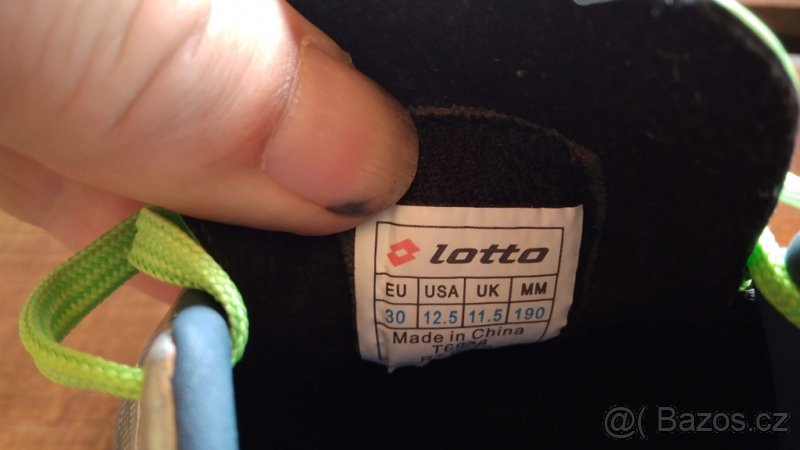 lotto
EU USA UK MM
30 12.5 11.5 190
Made in China
@ Bazos.cz